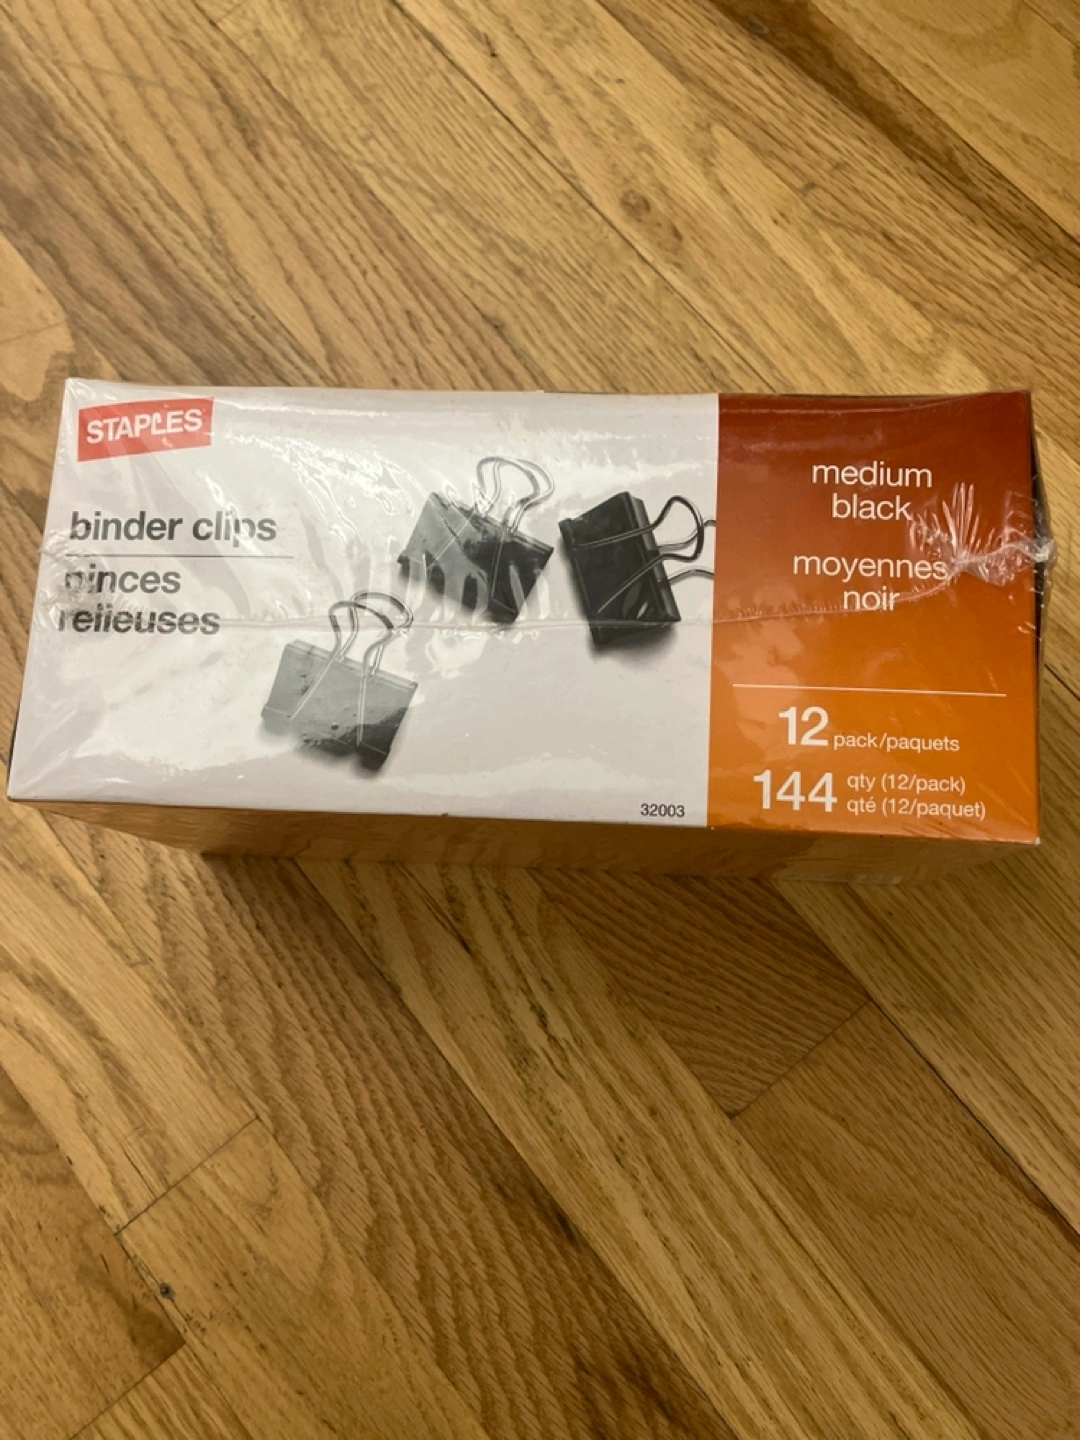 STAPLES
binder clips
pinces
relieuses
medium
black
moyennes
noir
12 pack/paquets
144 qty (12/pack)
qté (12/paquet)
32003